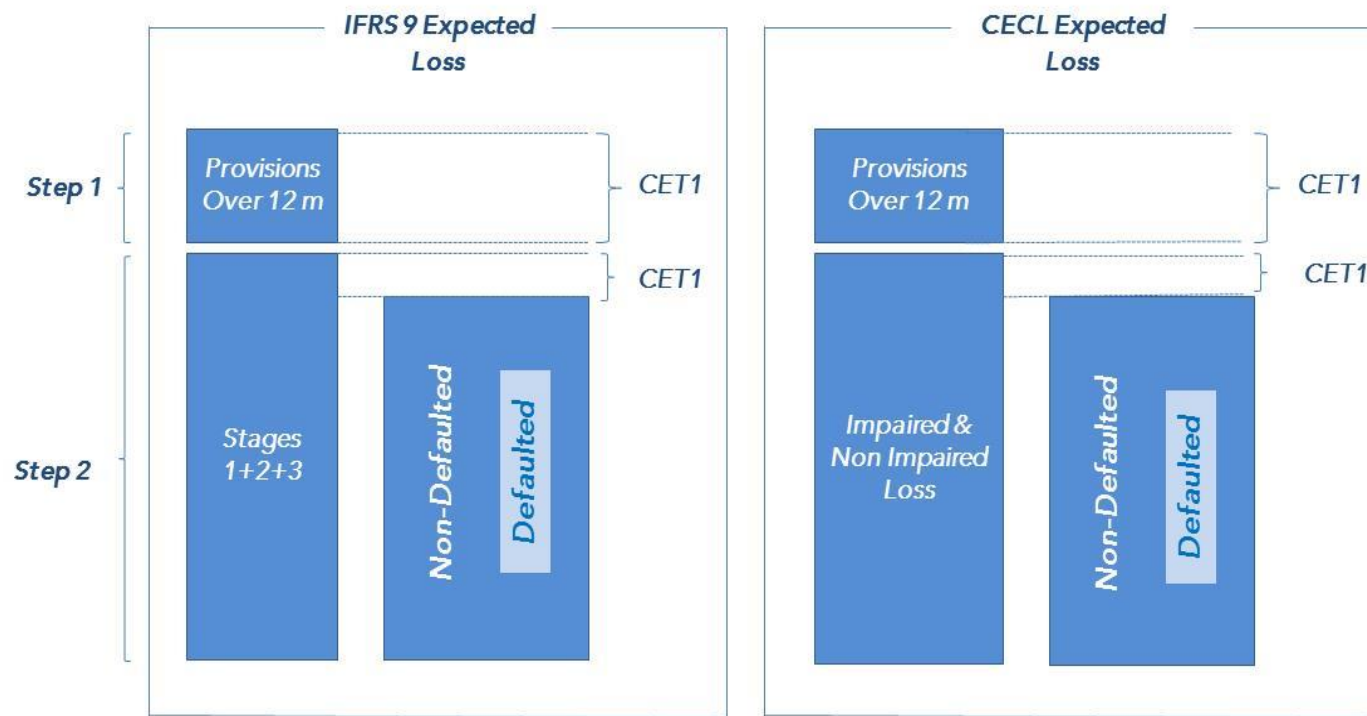 IFRS 9 Expected
Loss
CECL Expected
Loss
Step 1
Provisions
Over 12 m
CET1
Provisions
Over 12 m
CET1
CET1
CET1
Step 2
Stages
1+2+3
Non-Defaulted
Defaulted
Impaired &
Non Impaired
Loss
Non-Defaulted
Defaulted